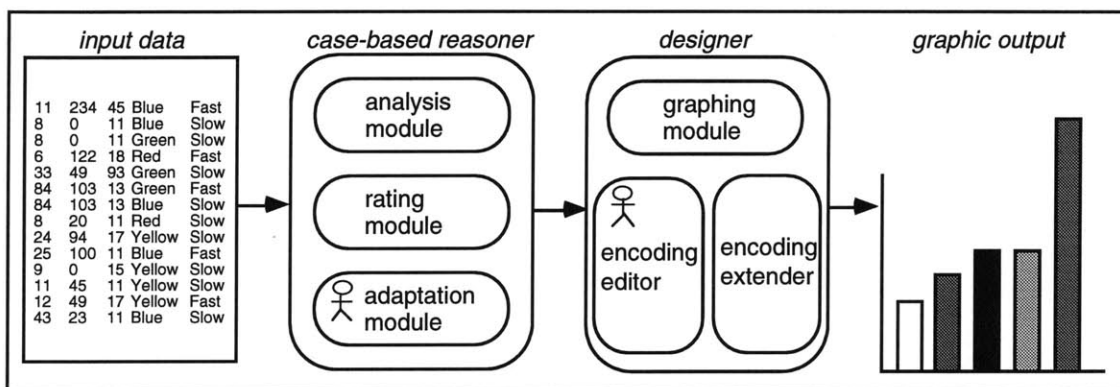 input data
11 234 45 Blue Fast
8 0 11 Blue Slow
8 0 11 Green Slow
6 122 18 Red Fast
33 49 93 Green Slow
84 103 13 Green Fast
84 103 13 Blue Slow
8 20 11 Red Slow
24 94 17 Yellow Slow
25 100 11 Blue Fast
9 0 15 Yellow Slow
11 45 11 Yellow Slow
12 49 17 Yellow Fast
43 23 11 Blue Slow
case-based reasoner
analysis
module
rating
module
adaptation
module
designer
graphing
module
encoding
editor
encoding
extender
graphic output